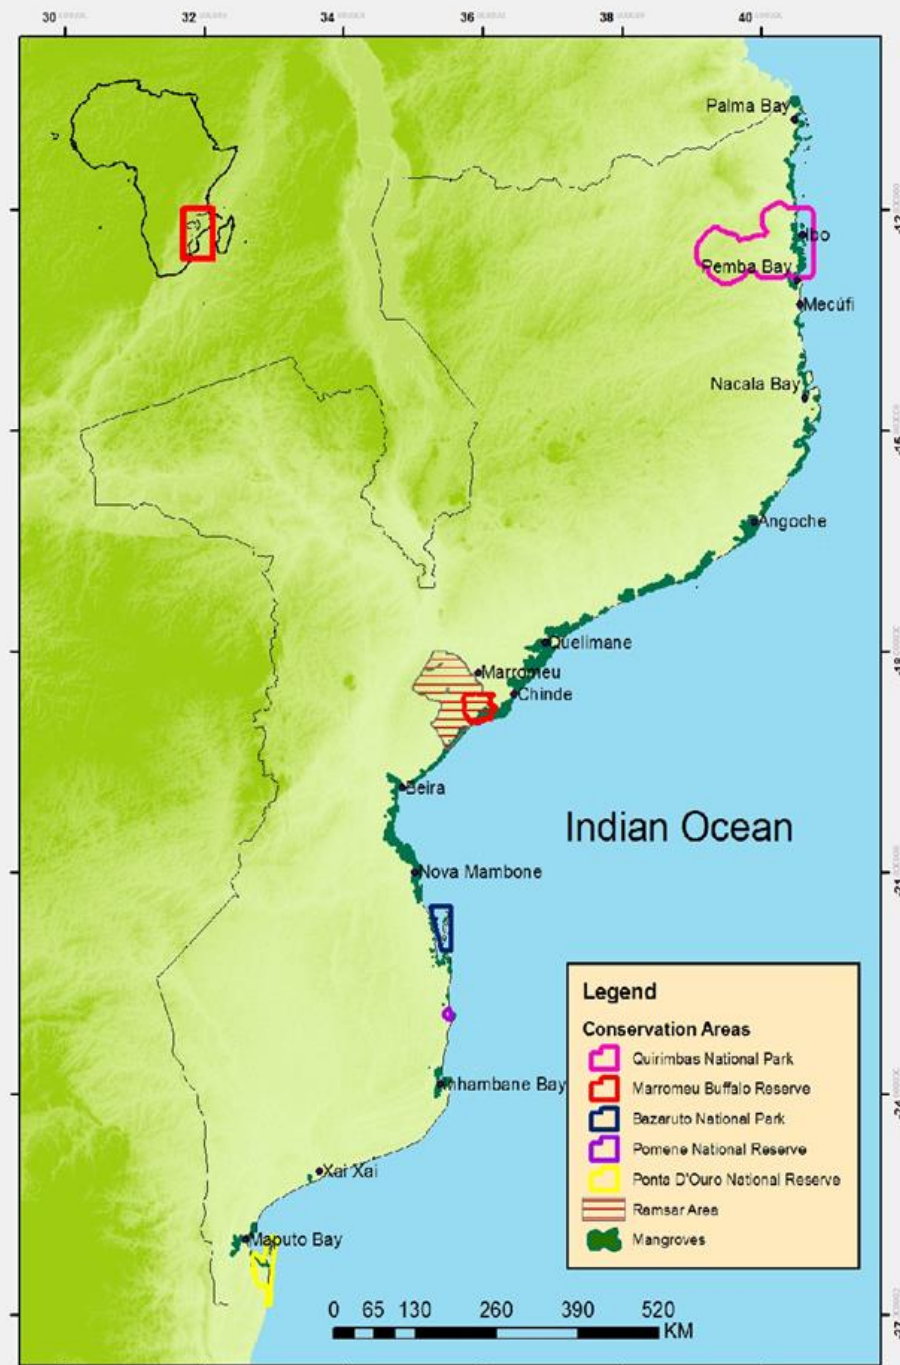 30
32
34
36
38
40
Palma Bay
Ibo
Pemba Bay
Mecúfi
Nacala Bay
Angoche
Quelimane
Marromeu
Chinde
Beira
Indian Ocean
Nova Mambone
Inhambane Bay
Xai Xai
Maputo Bay
Legend
Conservation Areas
Quirimbas National Park
Marromeu Buffalo Reserve
Bazaruto National Park
Pomene National Reserve
Ponta D'Ouro National Reserve
Ramsar Area
Mangroves
0 65 130 260 390 520
KM